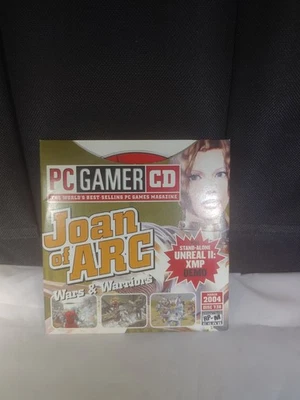 PC GAMER CD
THE WORLD'S BEST SELLING PC GAMES MAGAZINE
Joan
of ARC
Wars & Warriors
STAND-ALONE
UNREAL II:
XMP
DEMO!
2004